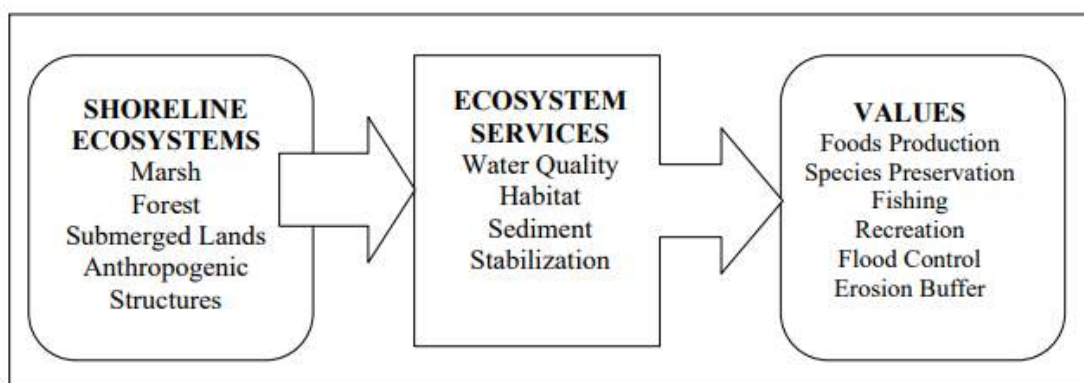 SHORELINE
ECOSYSTEMS
Marsh
Forest
Submerged Lands
Anthropogenic
Structures
ECOSYSTEM
SERVICES
Water Quality
Habitat
Sediment
Stabilization
VALUES
Foods Production
Species Preservation
Fishing
Recreation
Flood Control
Erosion Buffer